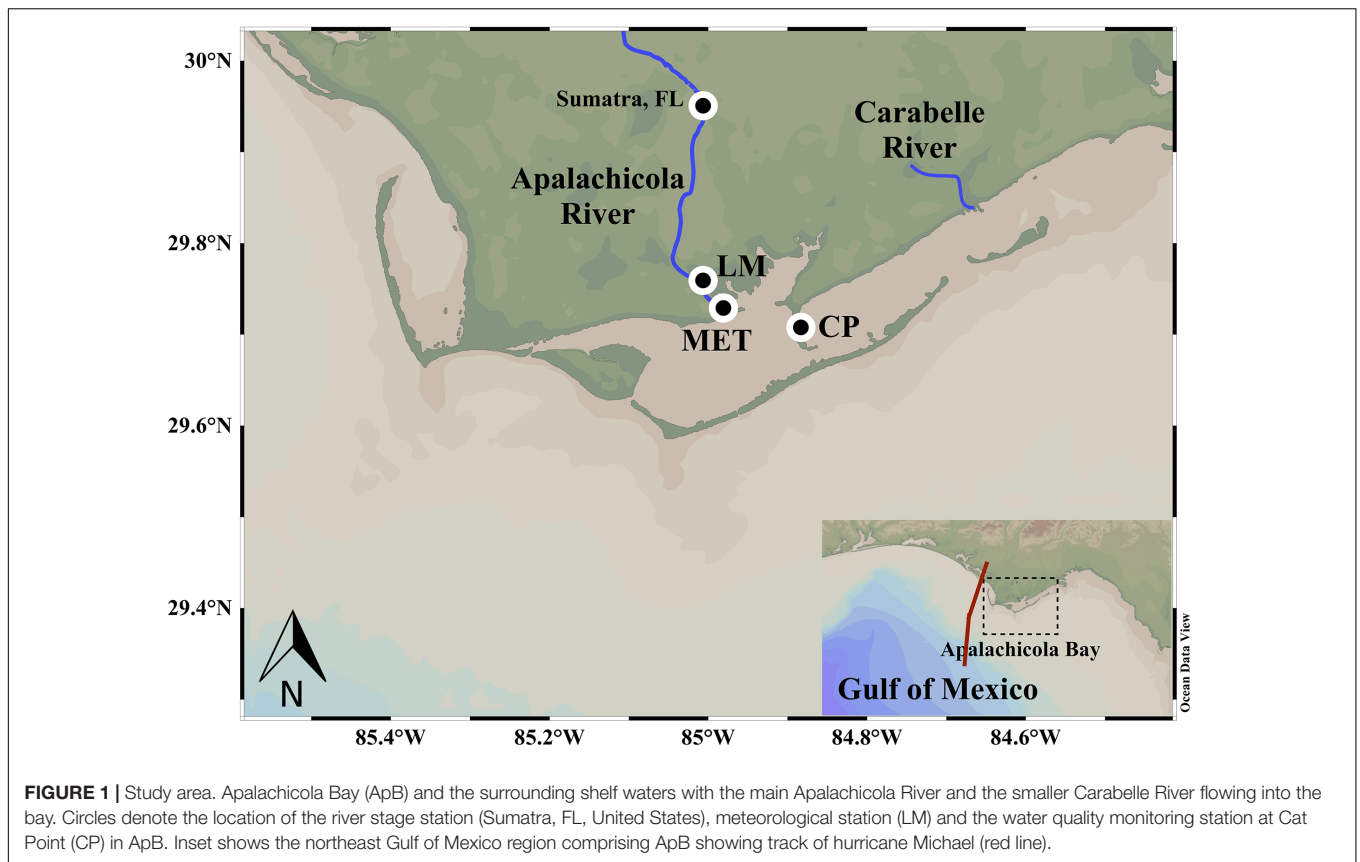 30°N
29.8°N
29.6°N
29.4°N
Sumatra, FL
Carabelle
River
Apalachicola
River
LM
MET
CP
N
Apalachicola Bay
Gulf of Mexico
Ocean Data View
85.4°W
85.2°W
85°W
84.8°W
84.6°W
FIGURE 1 | Study area. Apalachicola Bay (ApB) and the surrounding shelf waters with the main Apalachicola River and the smaller Carabelle River flowing into the
bay. Circles denote the location of the river stage station (Sumatra, FL, United States), meteorological station (LM) and the water quality monitoring station at Cat
Point (CP) in ApB. Inset shows the northeast Gulf of Mexico region comprising ApB showing track of hurricane Michael (red line).